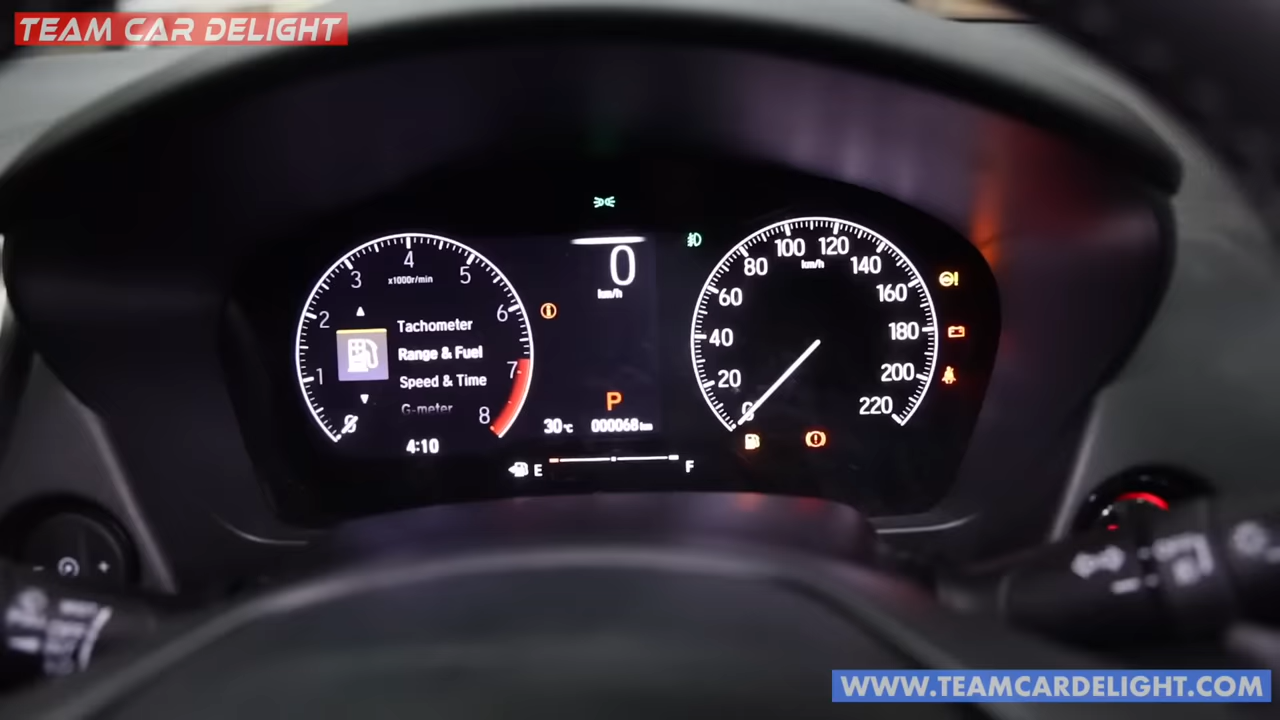 TEAM CAR DELIGHT
1
2
3
4
5
6
7
8
x1000r/min
Tachometer
Range & Fuel
Speed & Time
G-meter
4:10
0
km/h
P
30°C
000068 km
E
F
0
20
40
60
80
100
120
140
160
180
200
220
km/h
WWW.TEAMCARDELIGHT.COM